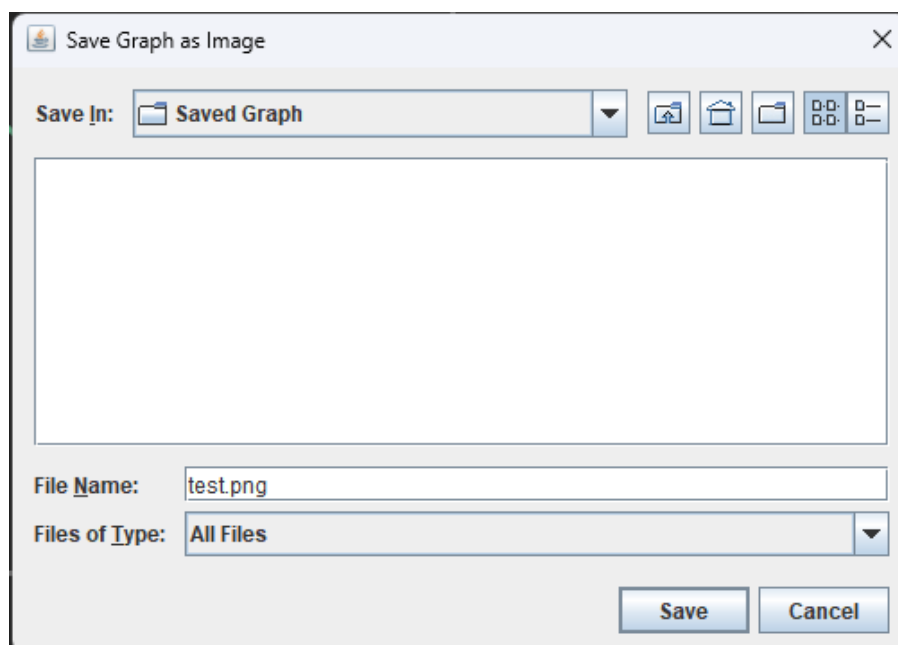 Save Graph as Image
Save In: Saved Graph
File Name: test.png
Files of Type: All Files
Save Cancel